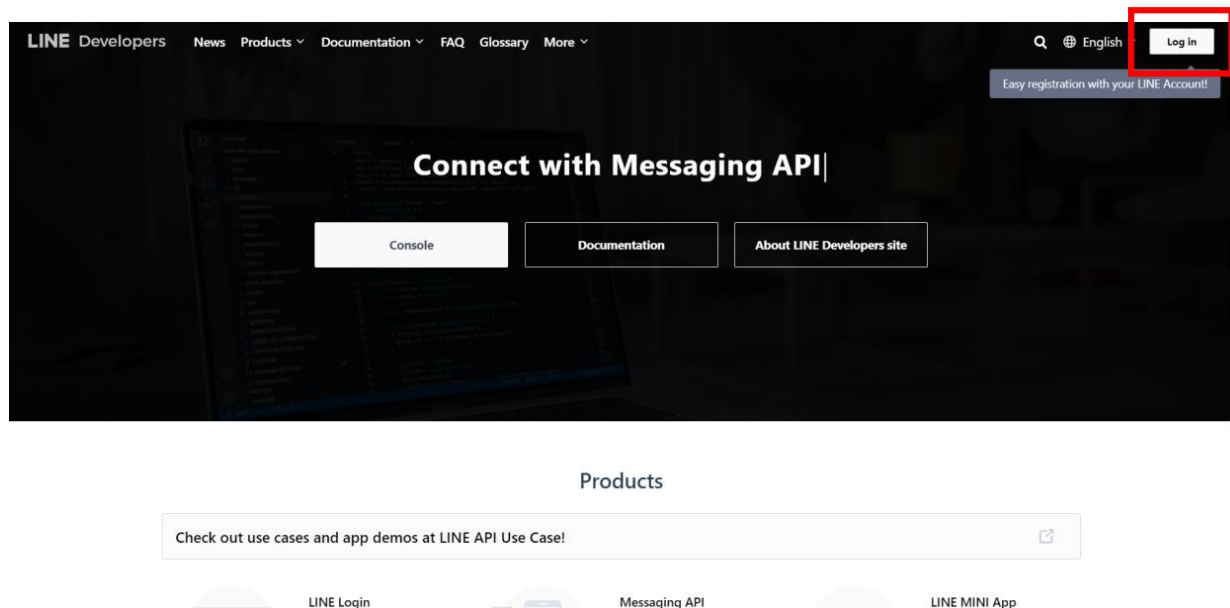 LINE Developers News Products Documentation FAQ Glossary More English Log in
Easy registration with your LINE Account!
Connect with Messaging API
Console Documentation About LINE Developers site
Products
Check out use cases and app demos at LINE API Use Case!
LINE Login Messaging API LINE MINI App